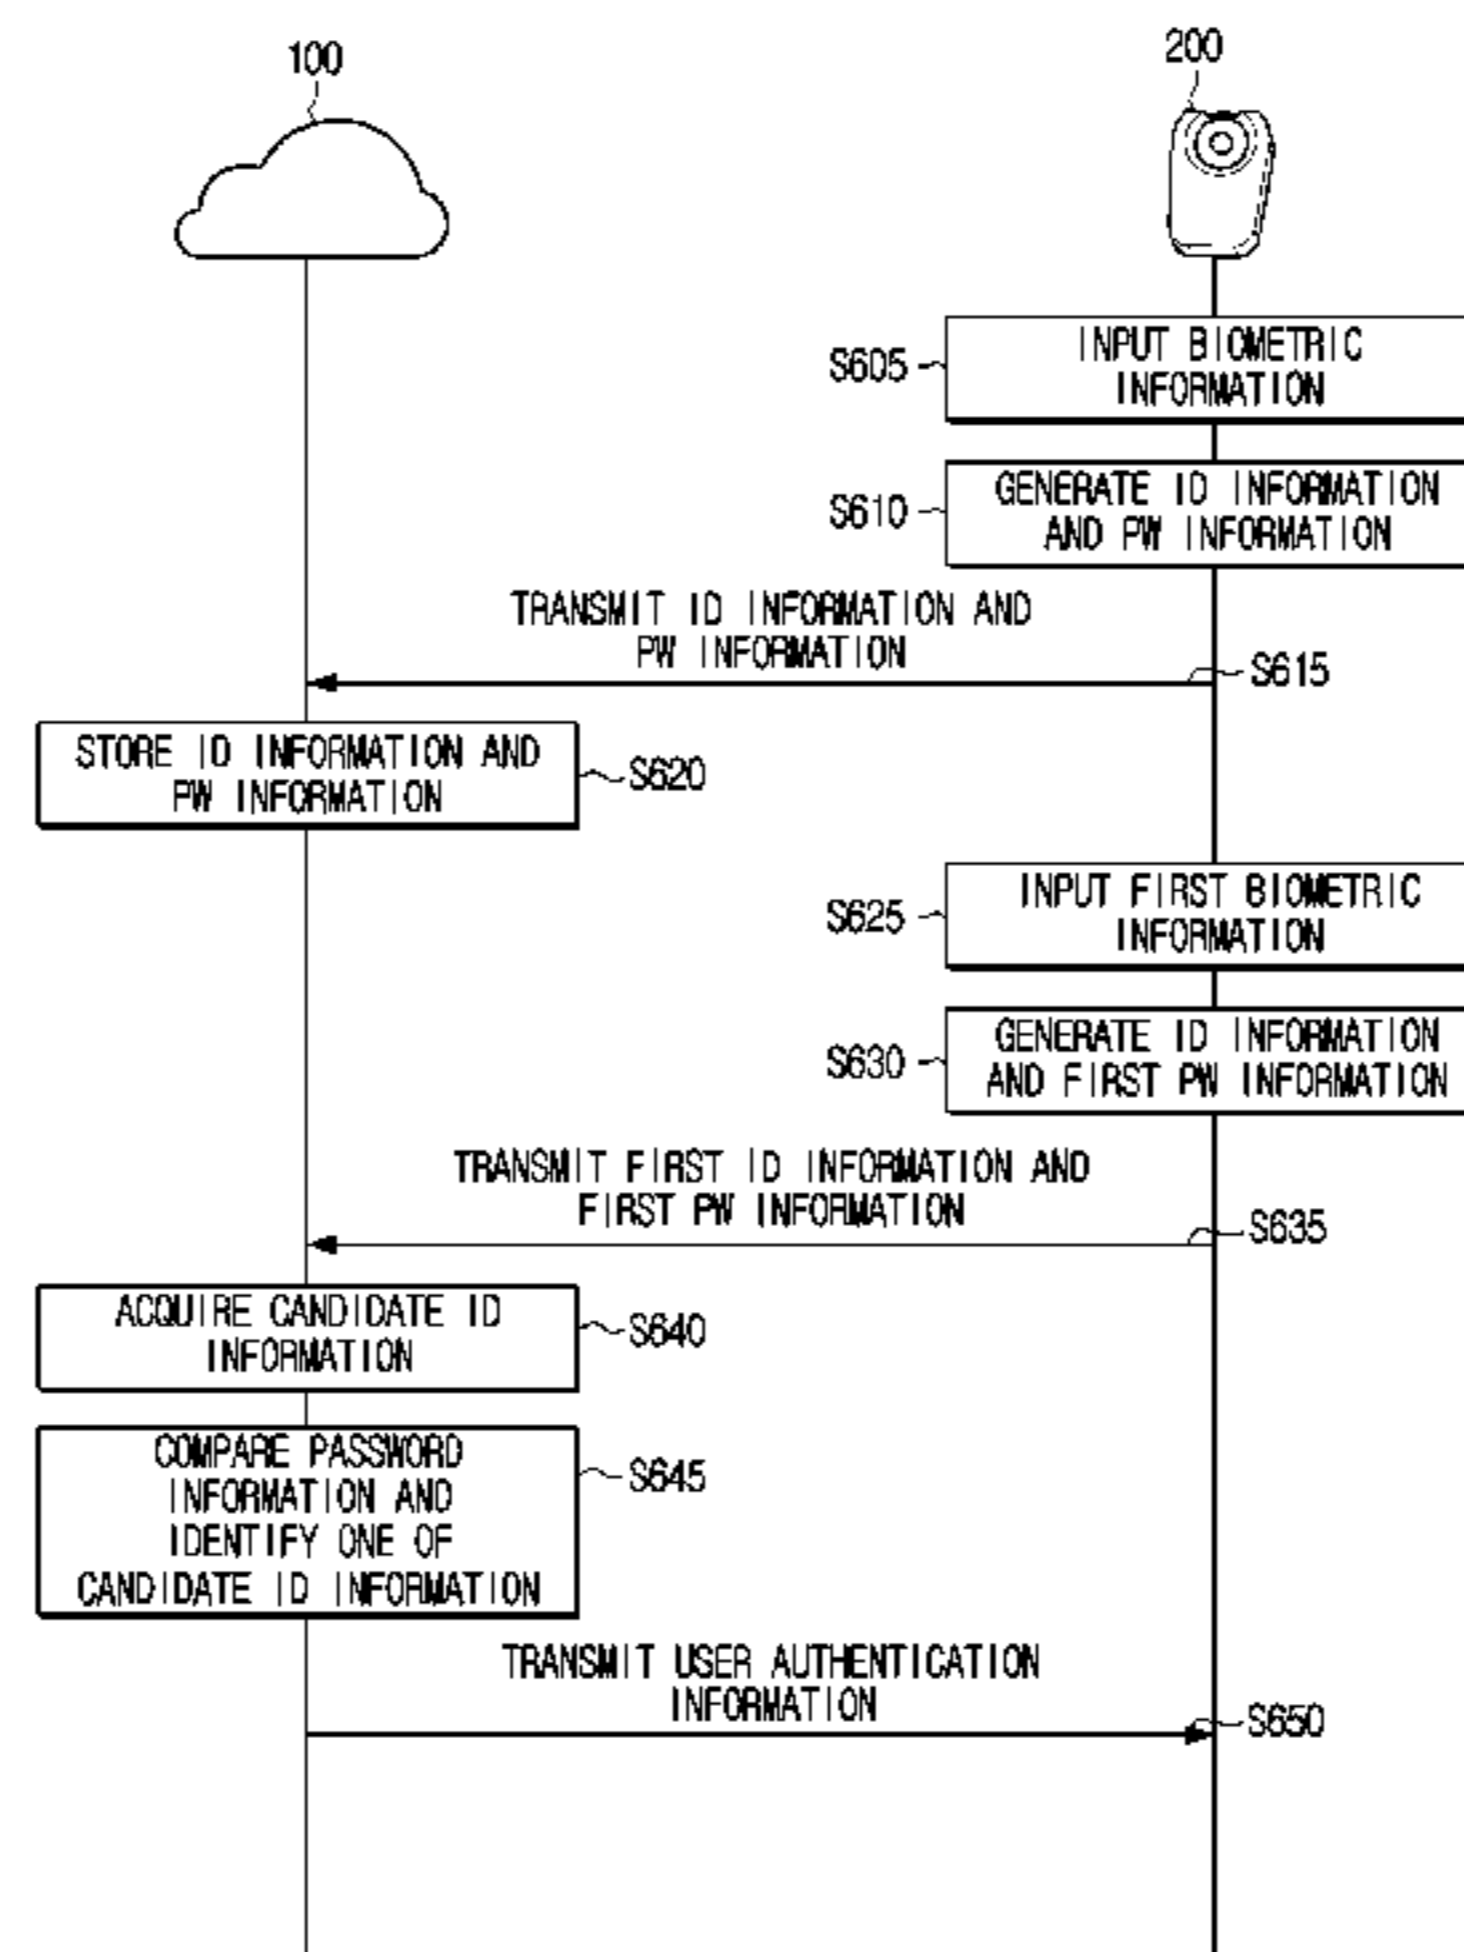 100
200
S605
INPUT BIOMETRIC
INFORMATION
S610
GENERATE ID INFORMATION
AND PW INFORMATION
TRANSMIT ID INFORMATION AND
PW INFORMATION
S615
STORE ID INFORMATION AND
PW INFORMATION
S620
S625
INPUT FIRST BIOMETRIC
INFORMATION
S630
GENERATE ID INFORMATION
AND FIRST PW INFORMATION
TRANSMIT FIRST ID INFORMATION AND
FIRST PW INFORMATION
S635
ACQUIRE CANDIDATE ID
INFORMATION
S640
COMPARE PASSWORD
INFORMATION AND
IDENTIFY ONE OF
CANDIDATE ID INFORMATION
S645
TRANSMIT USER AUTHENTICATION
INFORMATION
S650